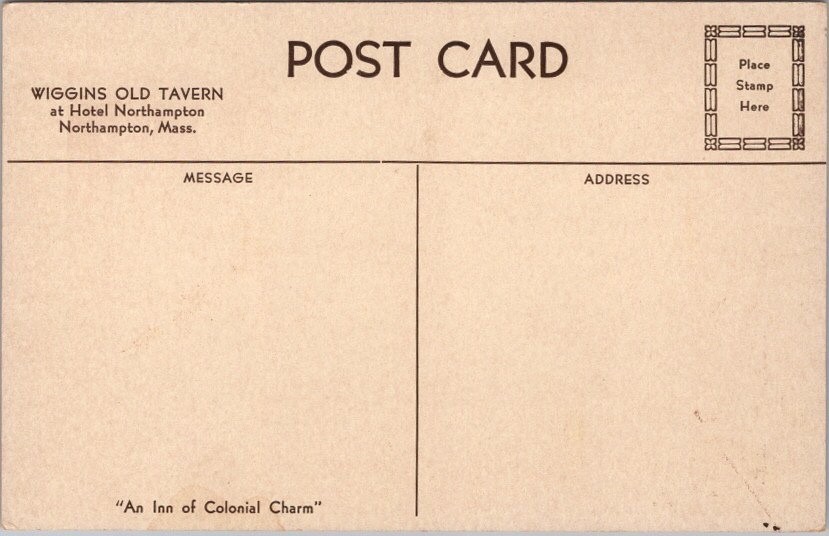 POST CARD
WIGGINS OLD TAVERN
at Hotel Northampton
Northampton, Mass.
Place
Stamp
Here
MESSAGE
ADDRESS
"An Inn of Colonial Charm"